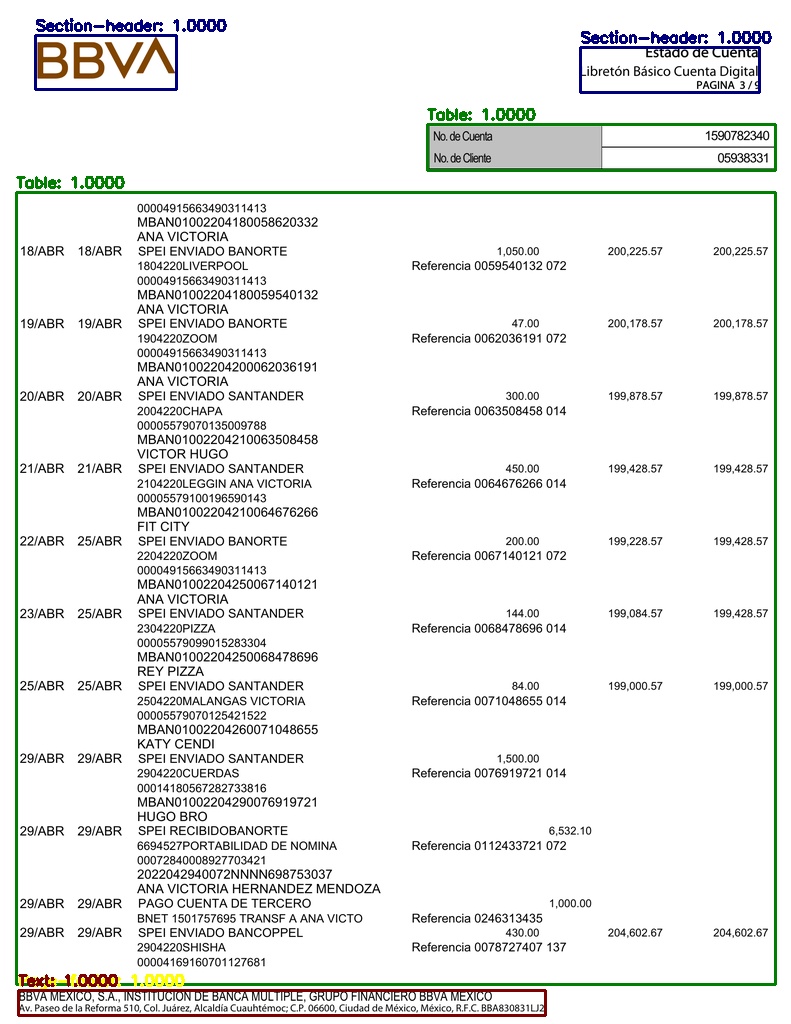 Section-header: 1.0000
BBVA
Section-header: 1.0000
Estado de Cuenta
Libretón Básico Cuenta Digital
PAGINA 3 / 9
Table: 1.0000
No. de Cuenta 1590782340
No. de Cliente 05938331
Table: 1.0000
00004915663490311413
MBAN01002204180058620332
ANA VICTORIA
18/ABR 18/ABR SPEI ENVIADO BANORTE 1,050.00 200,225.57 200,225.57
1804220LIVERPOOL Referencia 0059540132 072
00004915663490311413
MBAN01002204180059540132
ANA VICTORIA
19/ABR 19/ABR SPEI ENVIADO BANORTE 47.00 200,178.57 200,178.57
1904220ZOOM Referencia 0062036191 072
00004915663490311413
MBAN01002204200062036191
ANA VICTORIA
20/ABR 20/ABR SPEI ENVIADO SANTANDER 300.00 199,878.57 199,878.57
2004220CHAPA Referencia 0063508458 014
00005579070135009788
MBAN01002204210063508458
VICTOR HUGO
21/ABR 21/ABR SPEI ENVIADO SANTANDER 450.00 199,428.57 199,428.57
2104220LEGGIN ANA VICTORIA Referencia 0064676266 014
00005579100196590143
MBAN01002204210064676266
FIT CITY
22/ABR 25/ABR SPEI ENVIADO BANORTE 200.00 199,228.57 199,428.57
2204220ZOOM Referencia 0067140121 072
00004915663490311413
MBAN01002204250067140121
ANA VICTORIA
23/ABR 25/ABR SPEI ENVIADO SANTANDER 144.00 199,084.57 199,428.57
2304220PIZZA Referencia 0068478696 014
00005579099015283304
MBAN01002204250068478696
REY PIZZA
25/ABR 25/ABR SPEI ENVIADO SANTANDER 84.00 199,000.57 199,000.57
2504220MALANGAS VICTORIA Referencia 0071048655 014
00005579070125421522
MBAN01002204260071048655
KATY CENDI
29/ABR 29/ABR SPEI ENVIADO SANTANDER 1,500.00
2904220CUERDAS Referencia 0076919721 014
00014180567282733816
MBAN01002204290076919721
HUGO BRO
29/ABR 29/ABR SPEI RECIBIDOBANORTE 6,532.10
6694527PORTABILIDAD DE NOMINA Referencia 0112433721 072
00072840008927703421
2022042940072NNNN698753037
ANA VICTORIA HERNANDEZ MENDOZA
29/ABR 29/ABR PAGO CUENTA DE TERCERO 1,000.00
BNET 1501757695 TRANSF A ANA VICTO Referencia 0246313435
29/ABR 29/ABR SPEI ENVIADO BANCOPPEL 430.00 204,602.67 204,602.67
2904220SHISHA Referencia 0078727407 137
00004169160701127681
Text: 1.0000 1.0000
BBVA MEXICO, S.A., INSTITUCION DE BANCA MULTIPLE, GRUPO FINANCIERO BBVA MEXICO
Av. Paseo de la Reforma 510, Col. Juárez, Alcaldía Cuauhtémoc; C.P. 06600, Ciudad de México, México, R.F.C. BBA830831LJ2